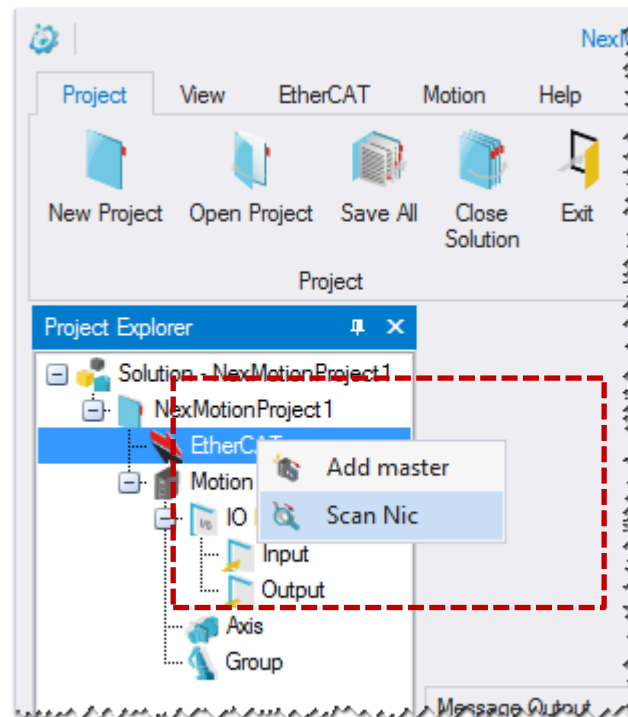 NexM
Project View EtherCAT Motion Help
New Project Open Project Save All Close Solution Exit
Project
Project Explorer
Solution - NexMotionProject1
NexMotionProject1
EtherCAT
Add master
Motion
Scan Nic
IO
Input
Output
Axis
Group
Message Output